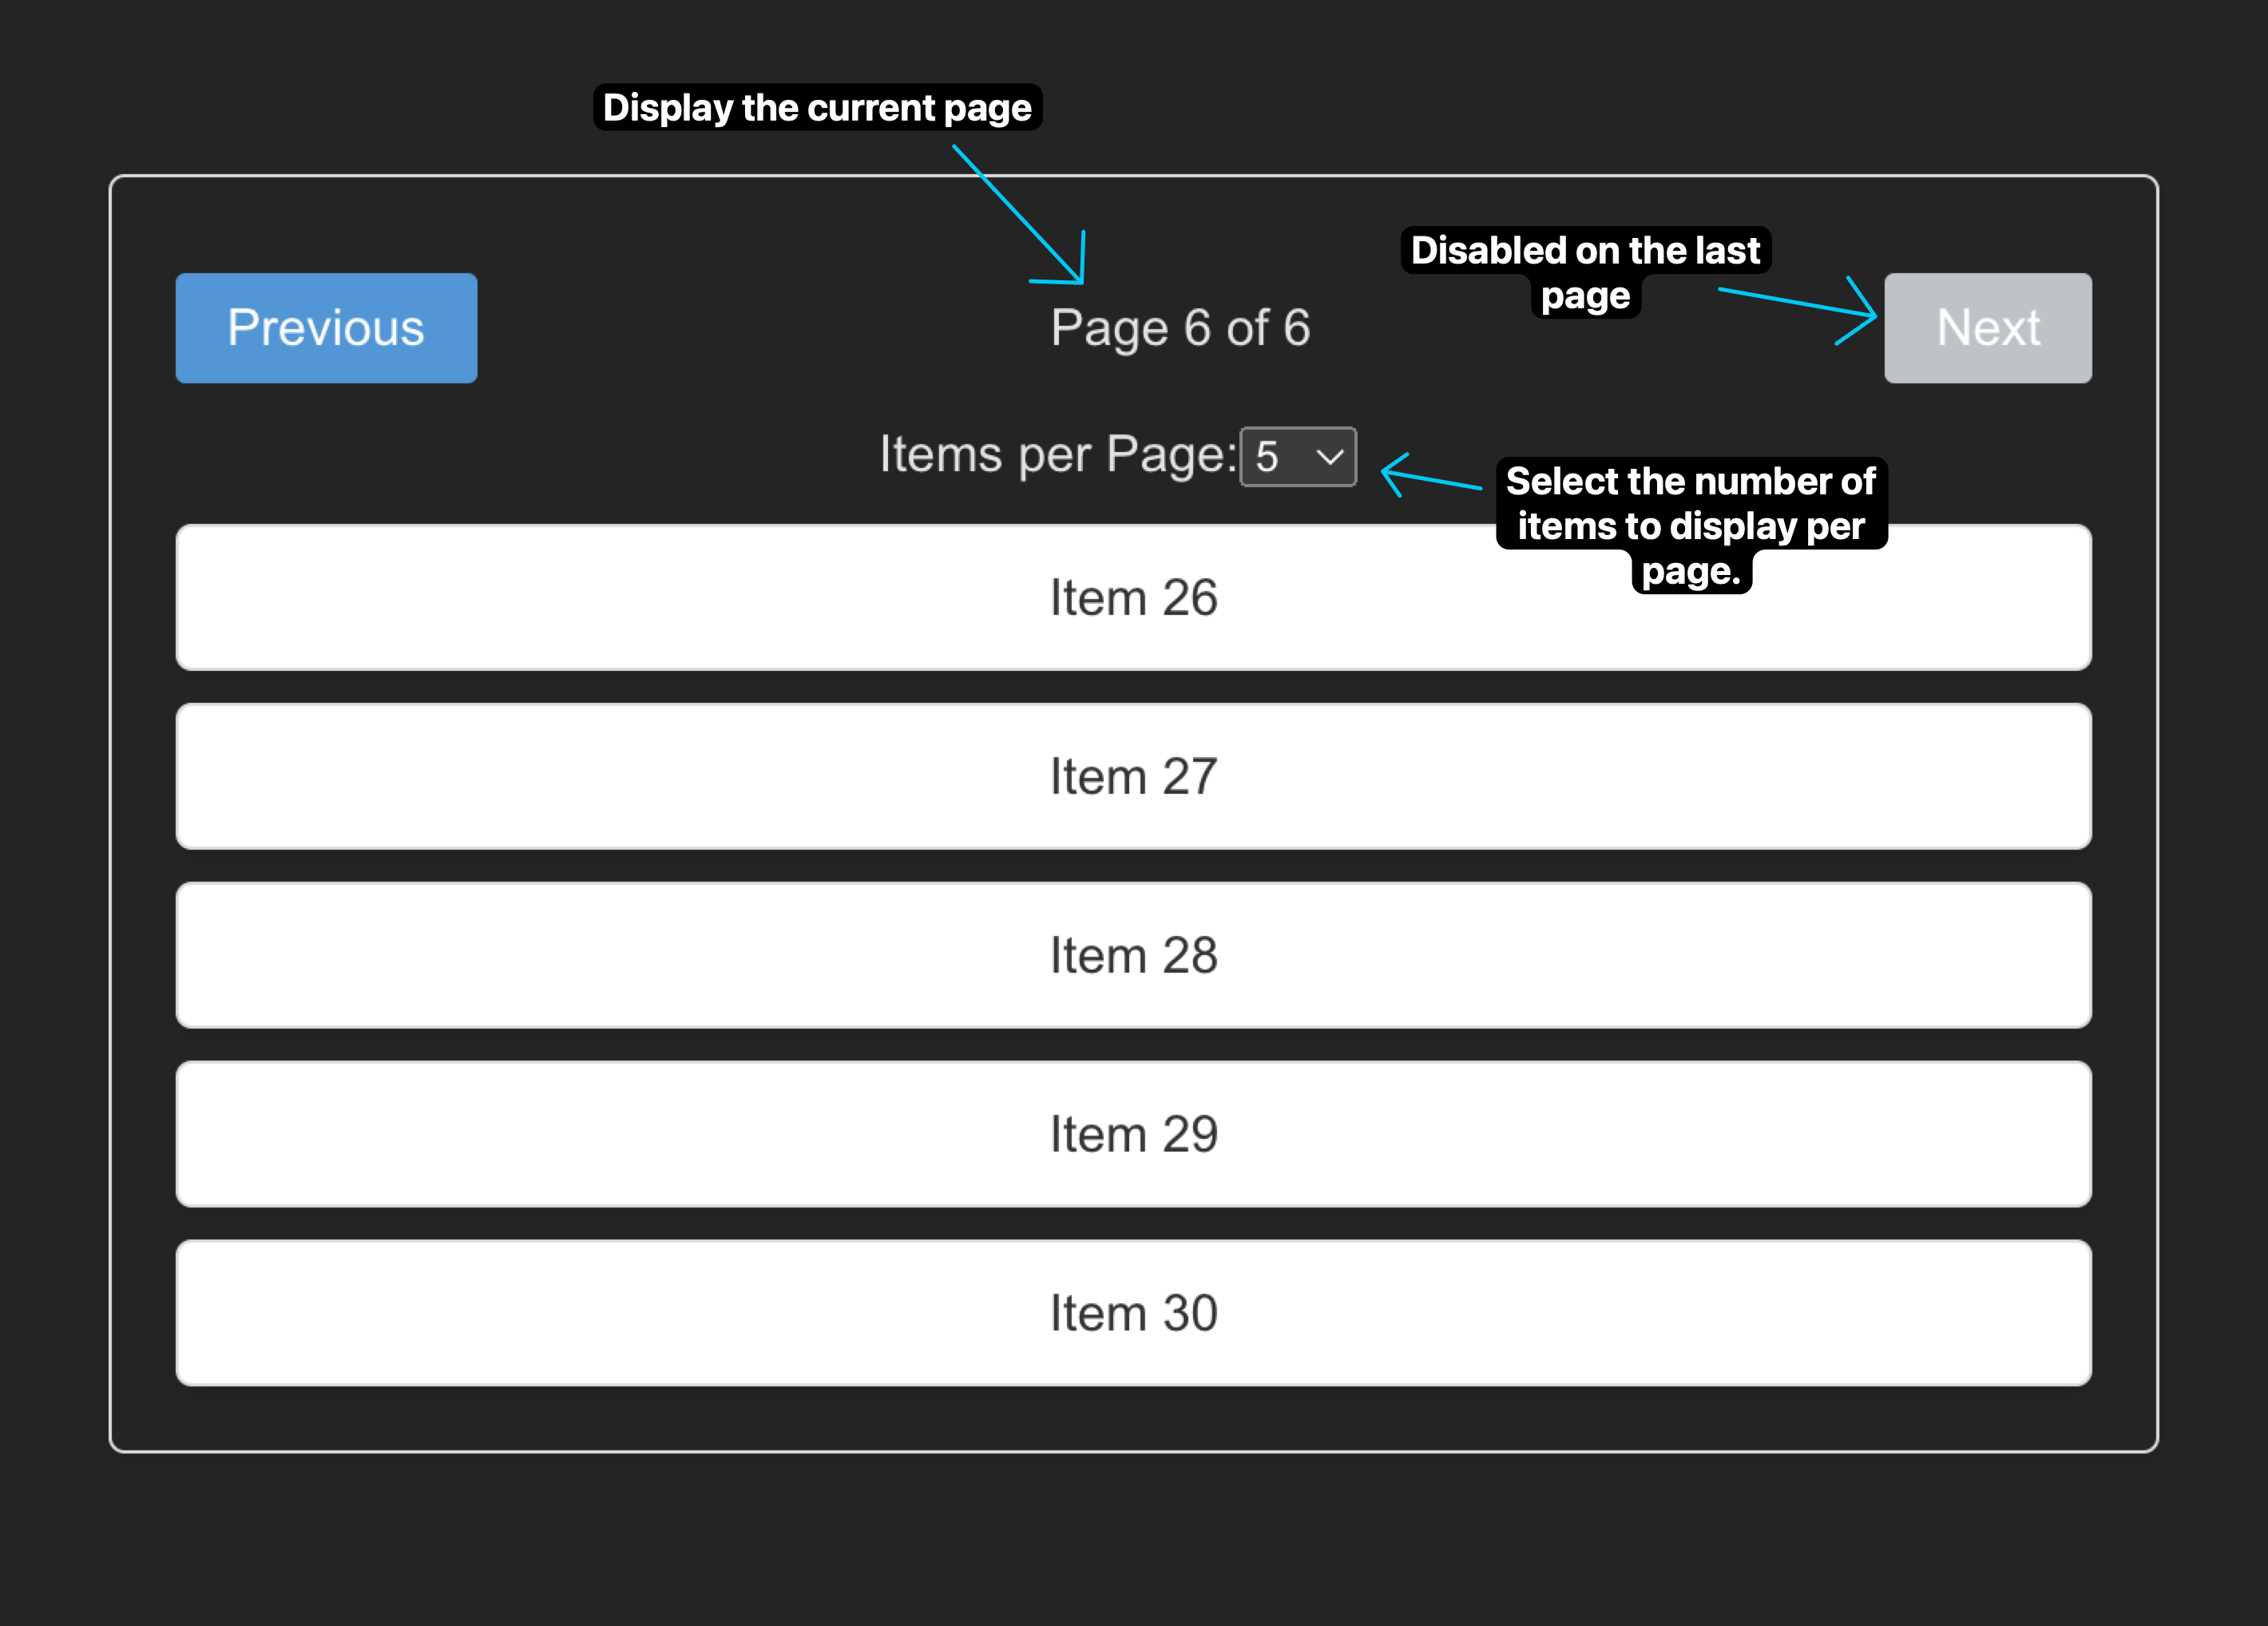 Display the current page
Disabled on the last
page
Previous
Page 6 of 6
Next
Items per Page: 5
Select the number of
items to display per
page.
Item 26
Item 27
Item 28
Item 29
Item 30